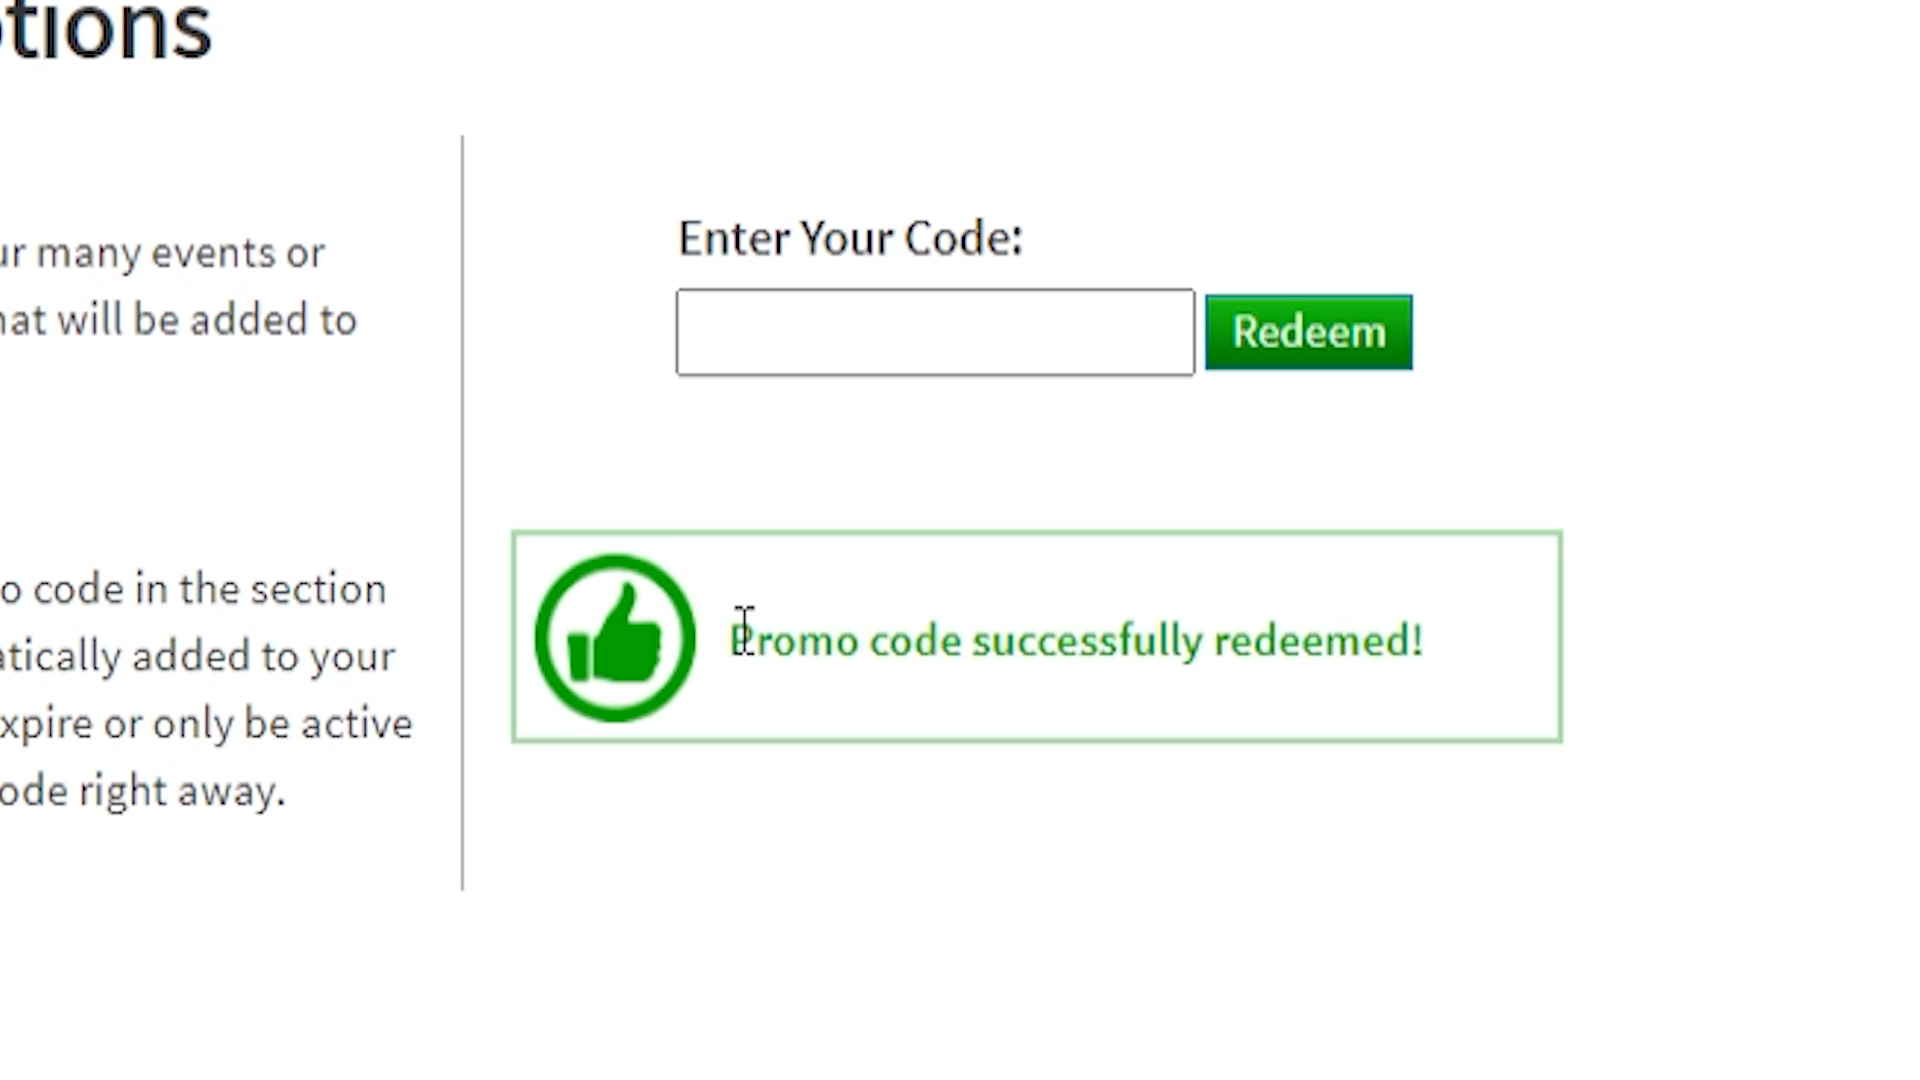 tions
ur many events or
hat will be added to
o code in the section
atically added to your
xpire or only be active
ode right away.
Enter Your Code:
Redeem
Promo code successfully redeemed!